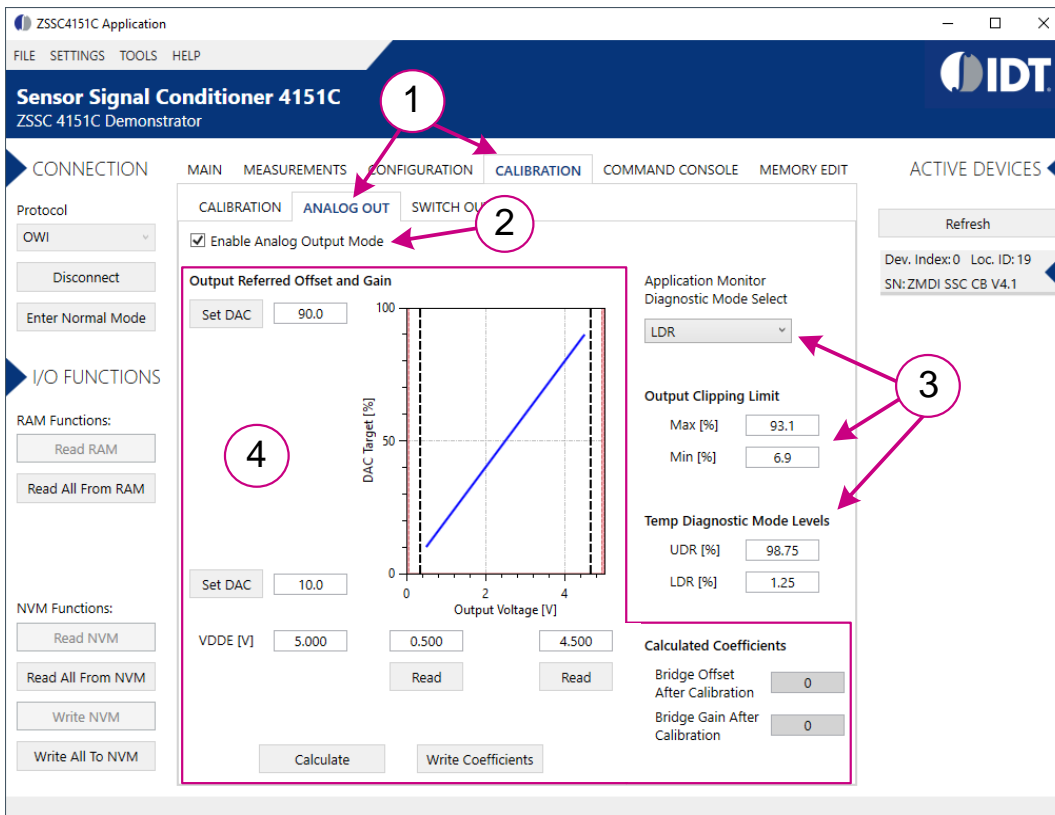 ZSSC4151C Application
FILE SETTINGS TOOLS HELP
IDT.
Sensor Signal Conditioner 4151C
ZSSC 4151C Demonstrator
1
CONNECTION
Protocol
OWI
Disconnect
Enter Normal Mode
I/O FUNCTIONS
RAM Functions:
Read RAM
Read All From RAM
NVM Functions:
Read NVM
Read All From NVM
Write NVM
Write All To NVM
MAIN MEASUREMENTS CONFIGURATION CALIBRATION COMMAND CONSOLE MEMORY EDIT
CALIBRATION ANALOG OUT SWITCH OU
2
Enable Analog Output Mode
Output Referred Offset and Gain
Set DAC 90.0
4
Set DAC 10.0
100
50
0
DAC Target [%]
0 2 4
Output Voltage [V]
VDDE [V] 5.000 0.500 4.500
Read Read
Calculate Write Coefficients
Application Monitor
Diagnostic Mode Select
LDR
3
Output Clipping Limit
Max [%] 93.1
Min [%] 6.9
Temp Diagnostic Mode Levels
UDR [%] 98.75
LDR [%] 1.25
Calculated Coefficients
Bridge Offset
After Calibration 0
Bridge Gain After
Calibration 0
ACTIVE DEVICES
Refresh
Dev. Index: 0 Loc. ID: 19
SN: ZMDI SSC CB V4.1